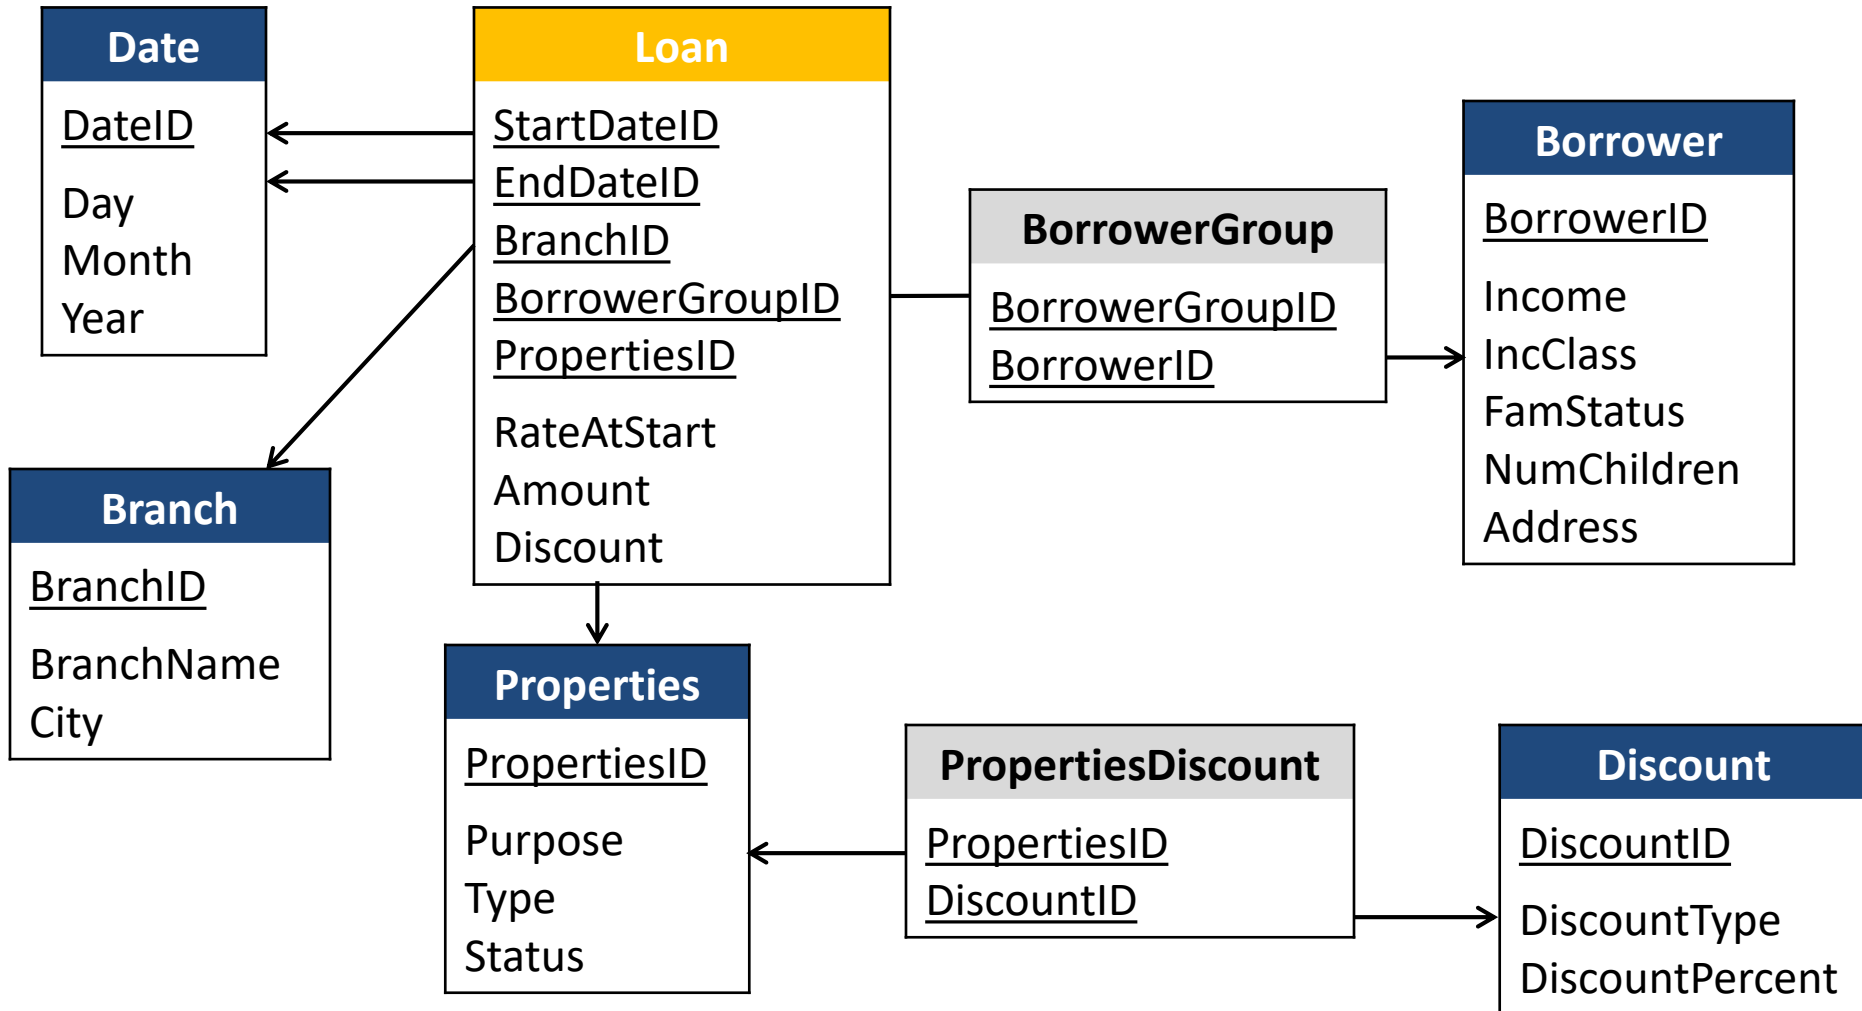 Date
DateID
Day
Month
Year
Loan
StartDateID
EndDateID
BranchID
BorrowerGroupID
PropertiesID
RateAtStart
Amount
Discount
BorrowerGroup
BorrowerGroupID
BorrowerID
Borrower
BorrowerID
Income
IncClass
FamStatus
NumChildren
Address
Branch
BranchID
BranchName
City
Properties
PropertiesID
Purpose
Type
Status
PropertiesDiscount
PropertiesID
DiscountID
Discount
DiscountID
DiscountType
DiscountPercent